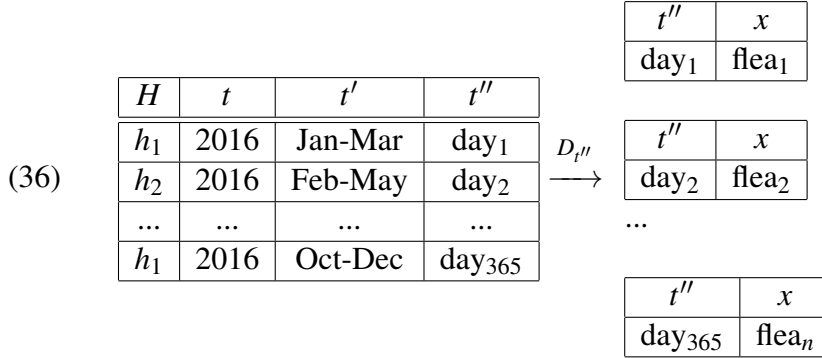 (36)
H t t′ t″
h₁ 2016 Jan-Mar day₁
h₂ 2016 Feb-May day₂
... ... ... ...
h₁ 2016 Oct-Dec day₃₆₅
D_t″ ⟶
t″ x
day₁ flea₁
t″ x
day₂ flea₂
...
t″ x
day₃₆₅ fleaₙ